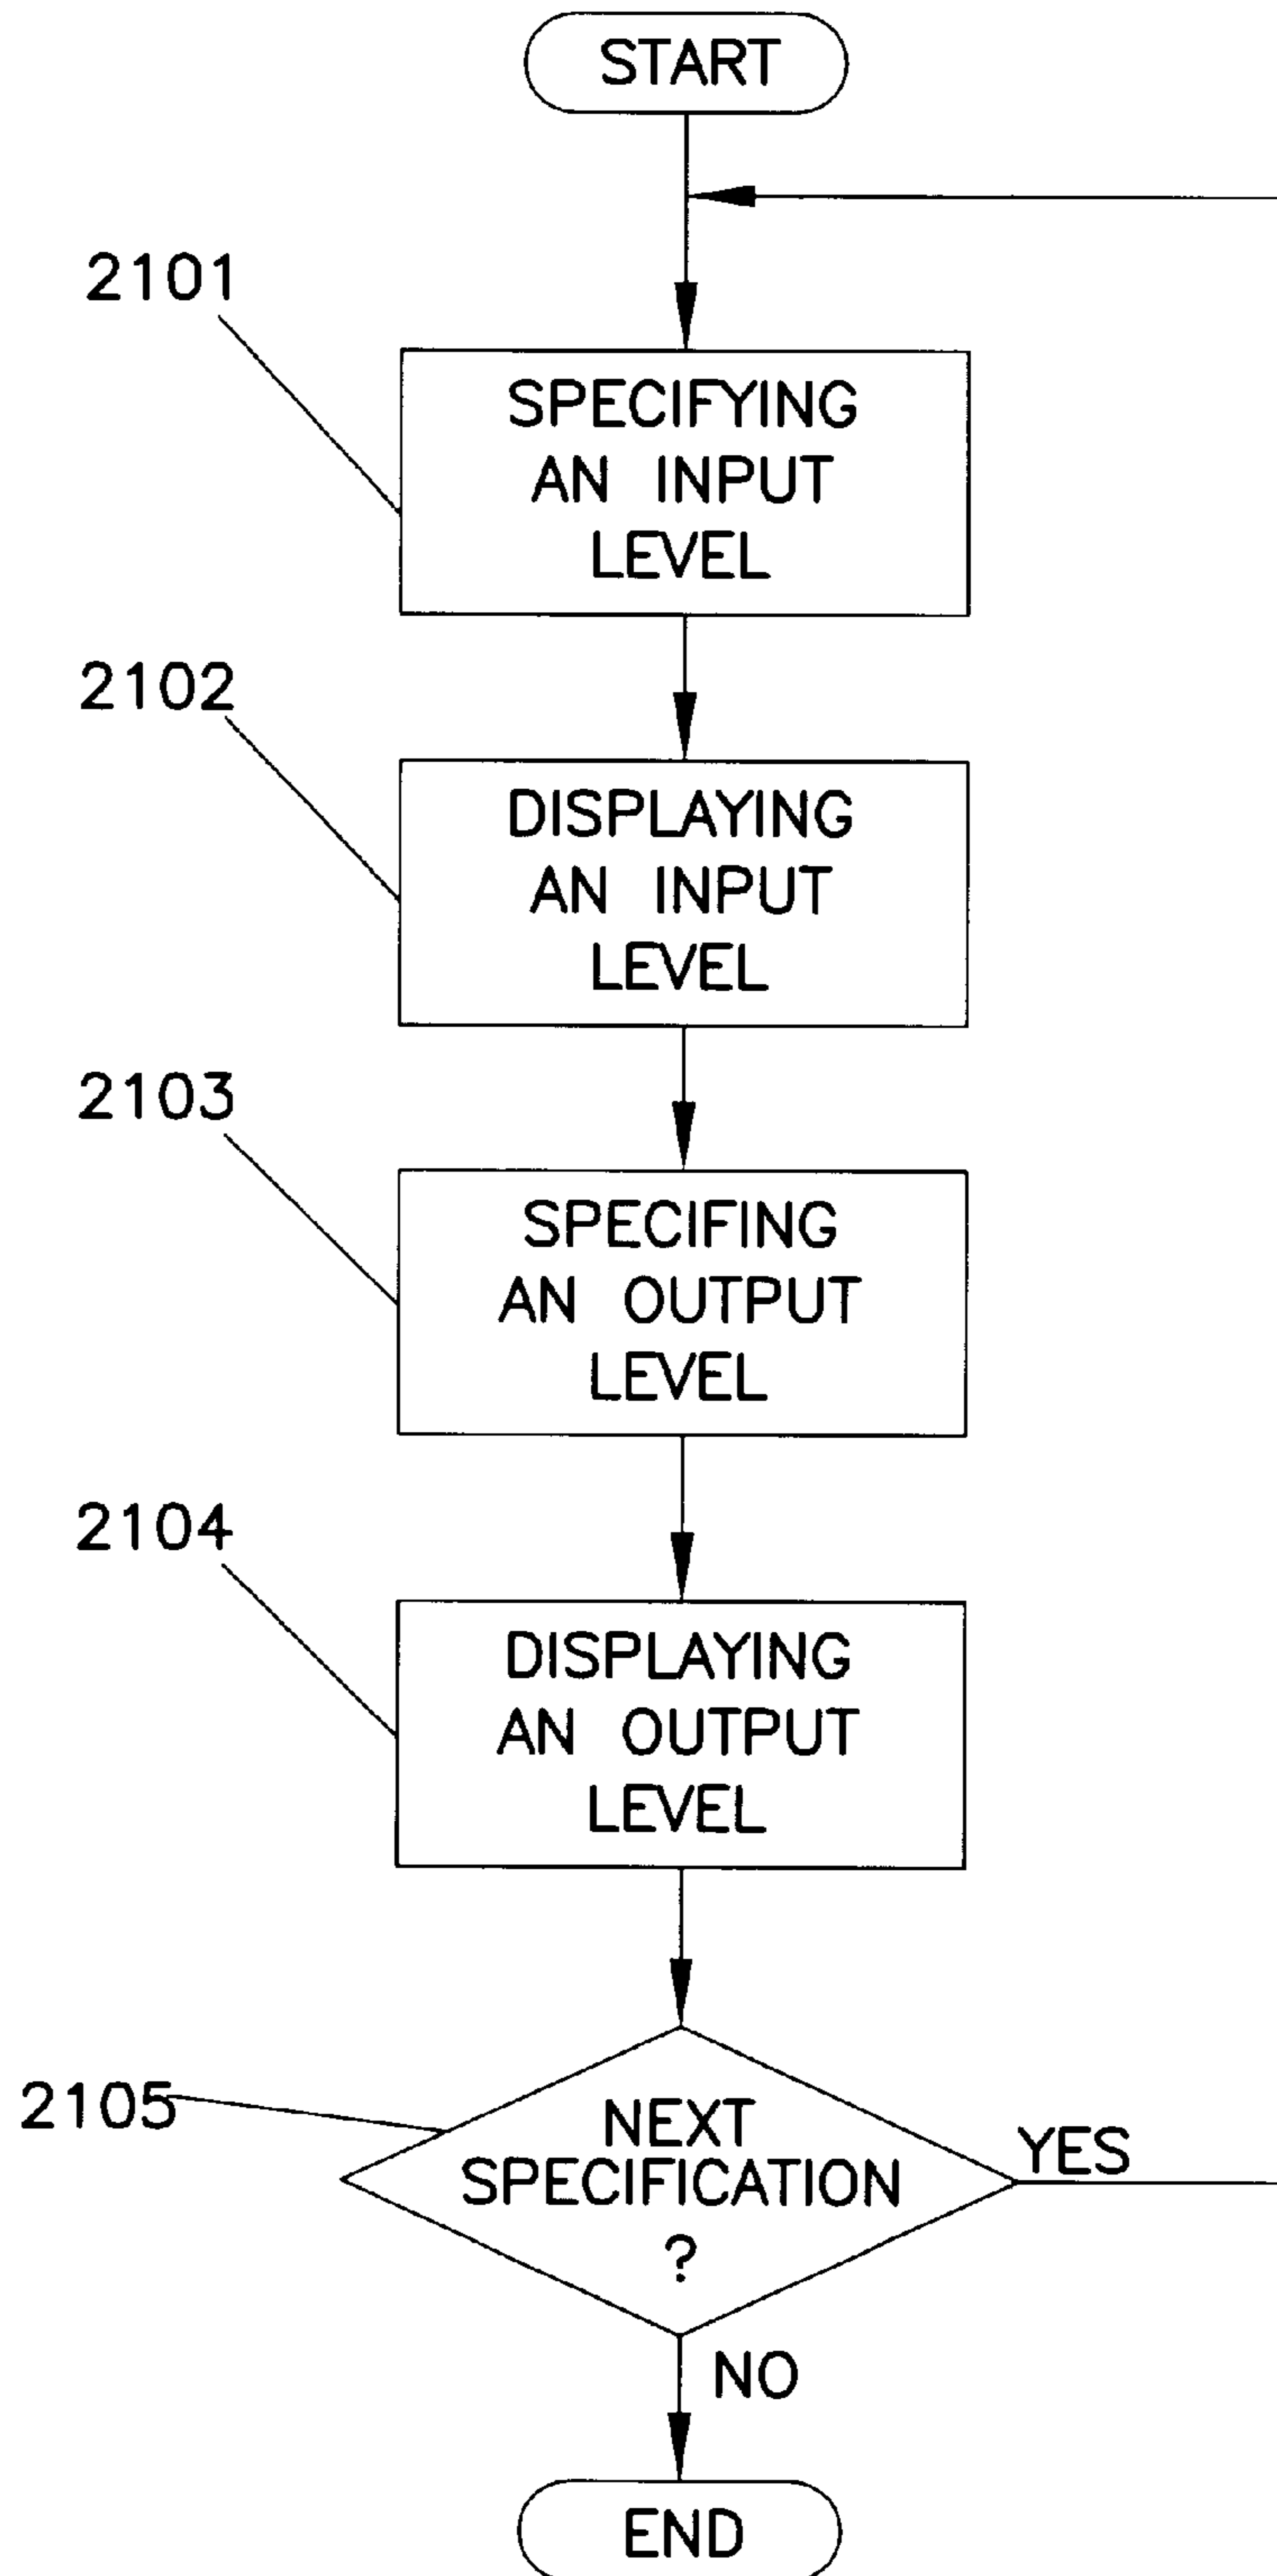 START
2101
SPECIFYING
AN INPUT
LEVEL
2102
DISPLAYING
AN INPUT
LEVEL
2103
SPECIFING
AN OUTPUT
LEVEL
2104
DISPLAYING
AN OUTPUT
LEVEL
2105
NEXT
SPECIFICATION
?
YES
NO
END